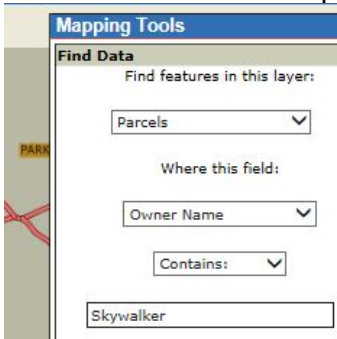 Mapping Tools
Find Data
Find features in this layer:
Parcels
PARK
Where this field:
Owner Name
Contains:
Skywalker